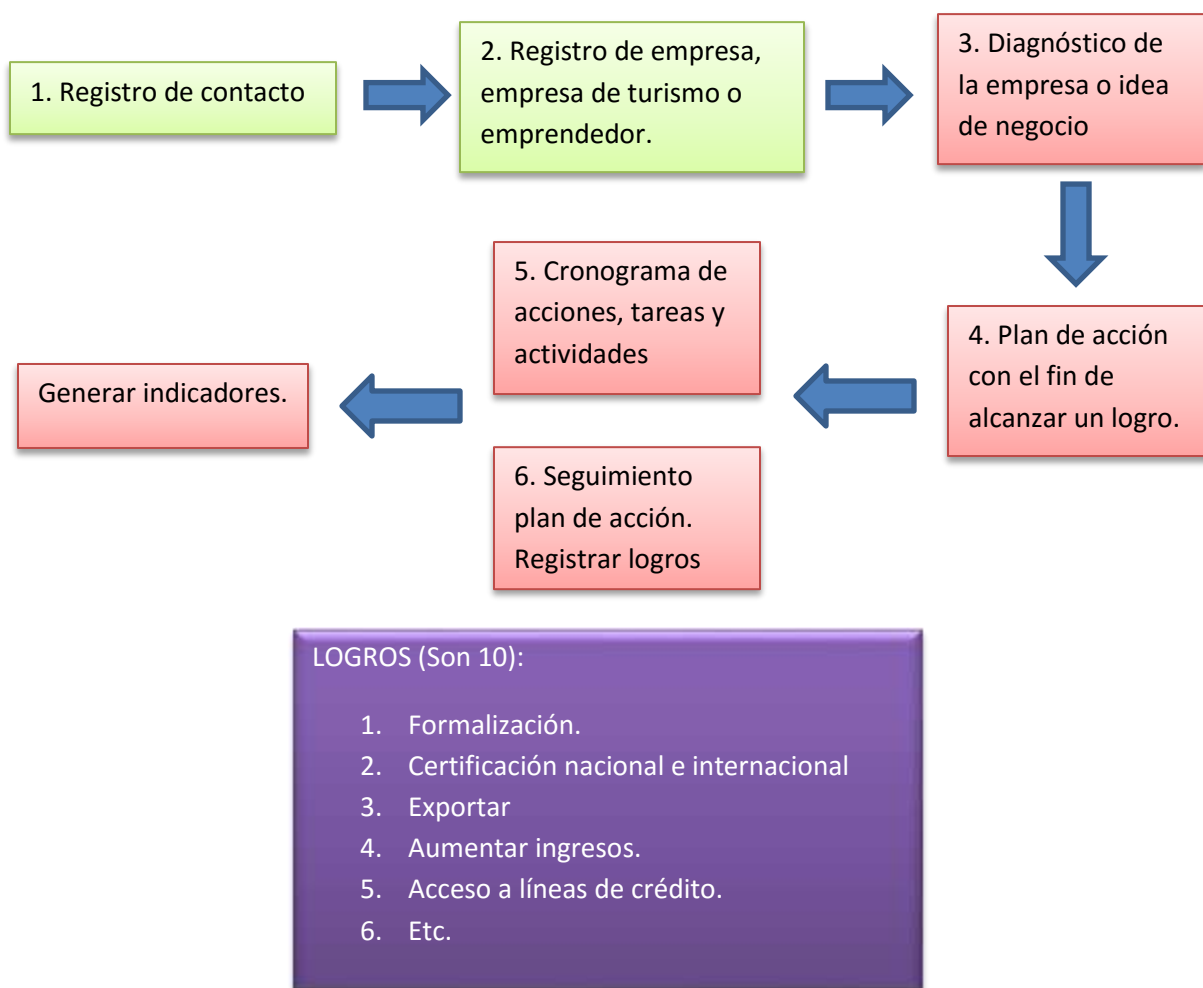 1. Registro de contacto
2. Registro de empresa,
empresa de turismo o
emprendedor.
3. Diagnóstico de
la empresa o idea
de negocio
4. Plan de acción
con el fin de
alcanzar un logro.
5. Cronograma de
acciones, tareas y
actividades
6. Seguimiento
plan de acción.
Registrar logros
Generar indicadores.
LOGROS (Son 10):
1. Formalización.
2. Certificación nacional e internacional
3. Exportar
4. Aumentar ingresos.
5. Acceso a líneas de crédito.
6. Etc.